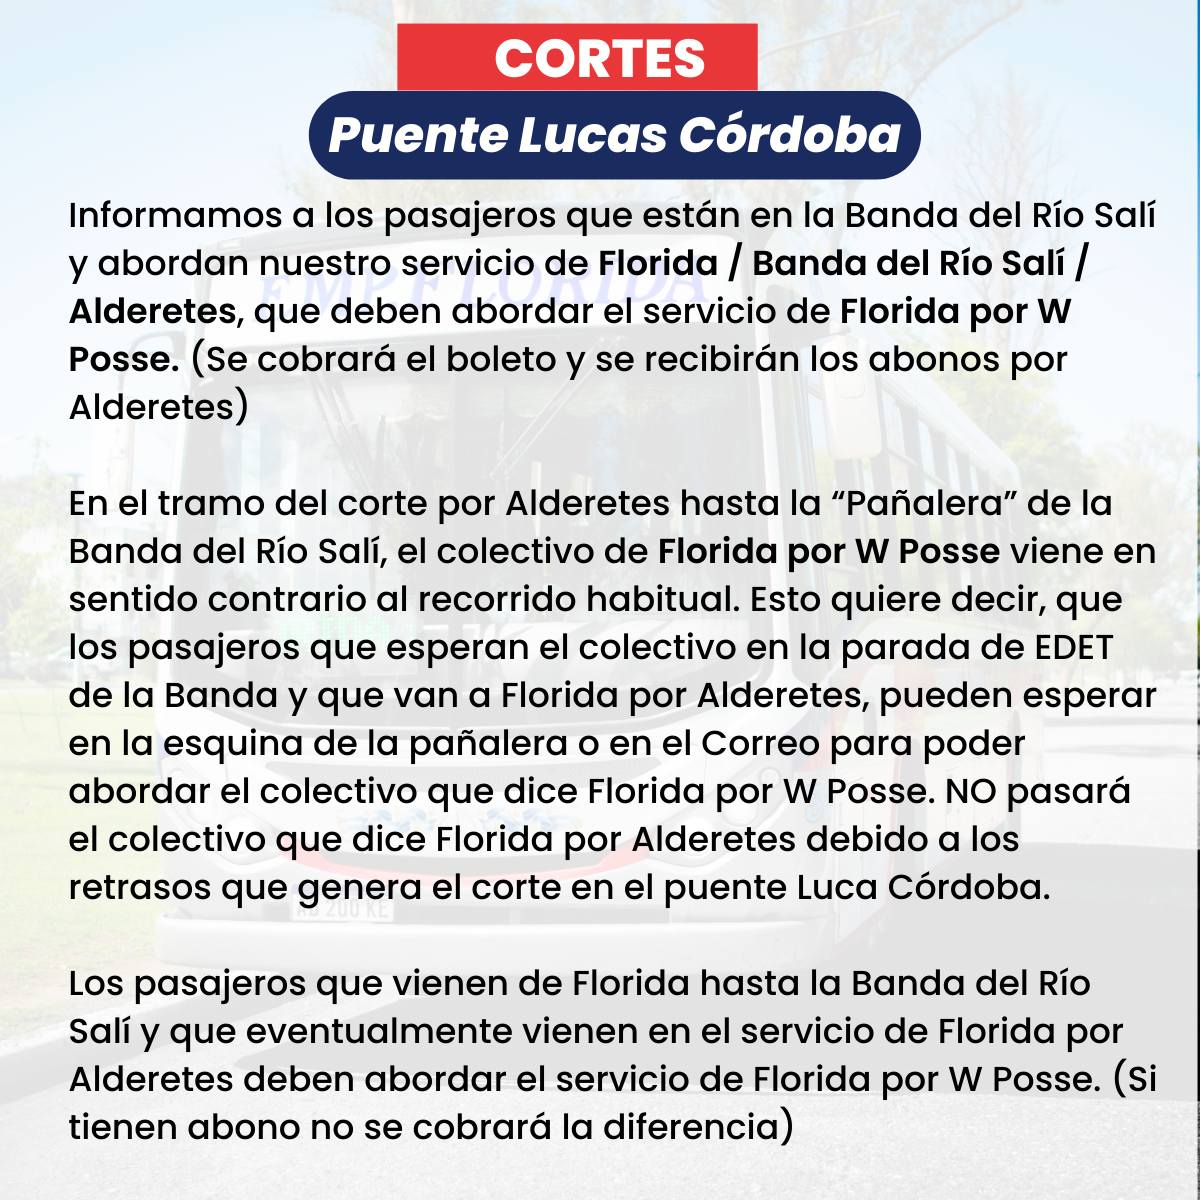 CORTES
Puente Lucas Córdoba
Informamos a los pasajeros que están en la Banda del Río Salí
y abordan nuestro servicio de Florida / Banda del Río Salí /
Alderetes, que deben abordar el servicio de Florida por W
Posse. (Se cobrará el boleto y se recibirán los abonos por
Alderetes)
En el tramo del corte por Alderetes hasta la “Pañalera” de la
Banda del Río Salí, el colectivo de Florida por W Posse viene en
sentido contrario al recorrido habitual. Esto quiere decir, que
los pasajeros que esperan el colectivo en la parada de EDET
de la Banda y que van a Florida por Alderetes, pueden esperar
en la esquina de la pañalera o en el Correo para poder
abordar el colectivo que dice Florida por W Posse. NO pasará
el colectivo que dice Florida por Alderetes debido a los
retrasos que genera el corte en el puente Luca Córdoba.
Los pasajeros que vienen de Florida hasta la Banda del Río
Salí y que eventualmente vienen en el servicio de Florida por
Alderetes deben abordar el servicio de Florida por W Posse. (Si
tienen abono no se cobrará la diferencia)
EMP.FLORIDA
AD 200 KE